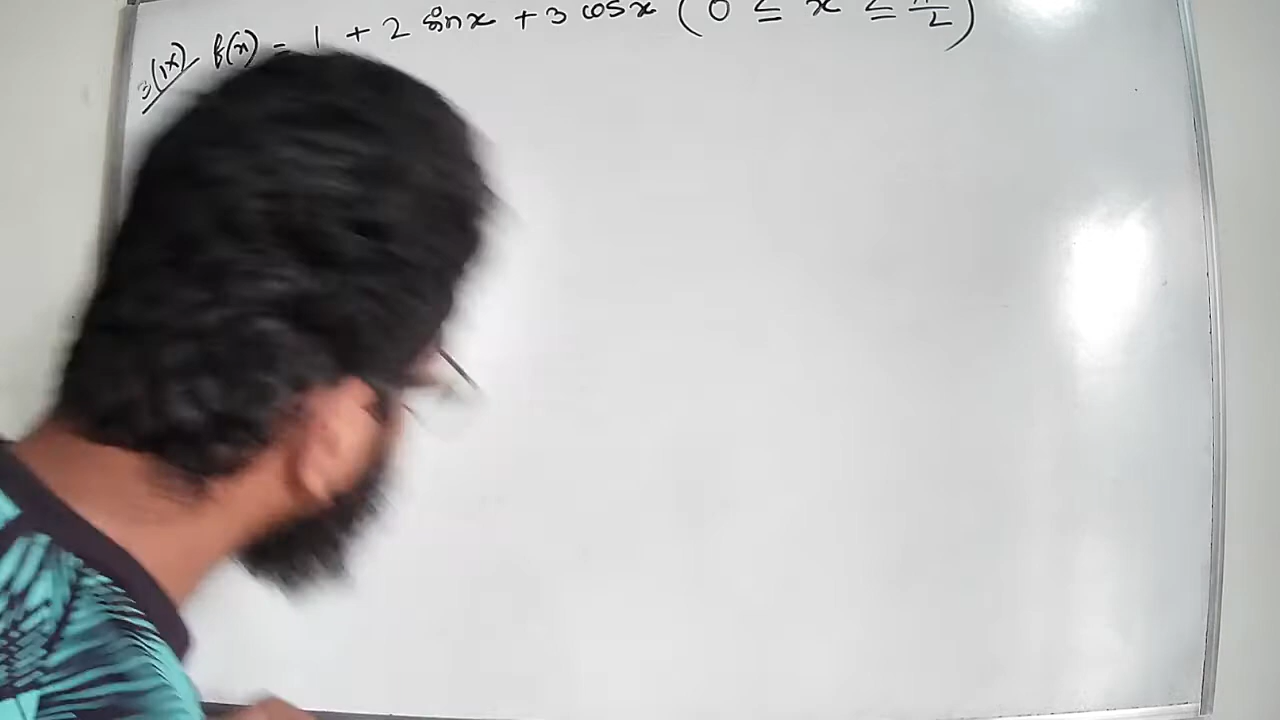 3(ix) f(x) = 1 + 2 sinx + 3 cosx ( 0 ≤ x ≤ π/2 )